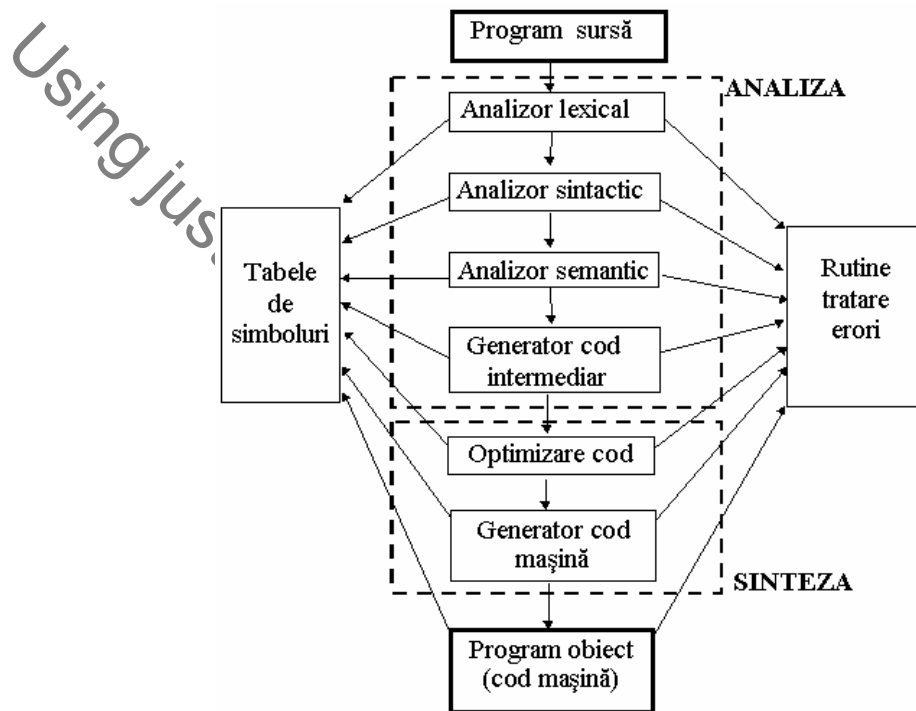 Using
Program sursă
ANALIZA
Analizor lexical
Analizor sintactic
Analizor semantic
Generator cod
intermediar
Tabele
de
simboluri
Rutine
tratare
erori
Optimizare cod
Generator cod
maşină
SINTEZA
Program obiect
(cod maşină)